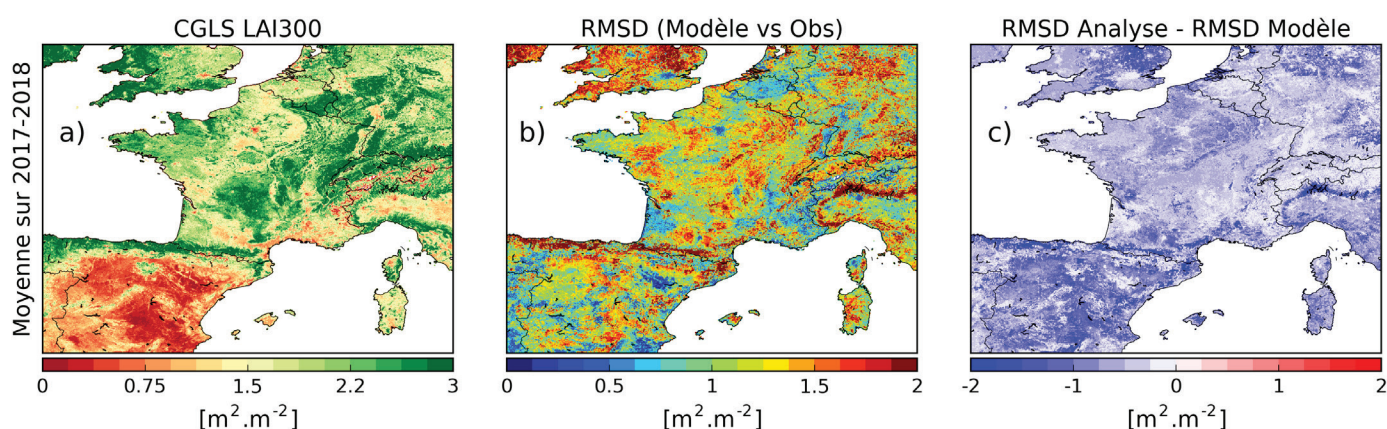 CGLS LAI300
RMSD (Modèle vs Obs)
RMSD Analyse - RMSD Modèle
Moyenne sur 2017-2018
a)
b)
c)
0 0.75 1.5 2.2 3
[m².m⁻²]
0 0.5 1 1.5 2
[m².m⁻²]
-2 -1 0 1 2
[m².m⁻²]